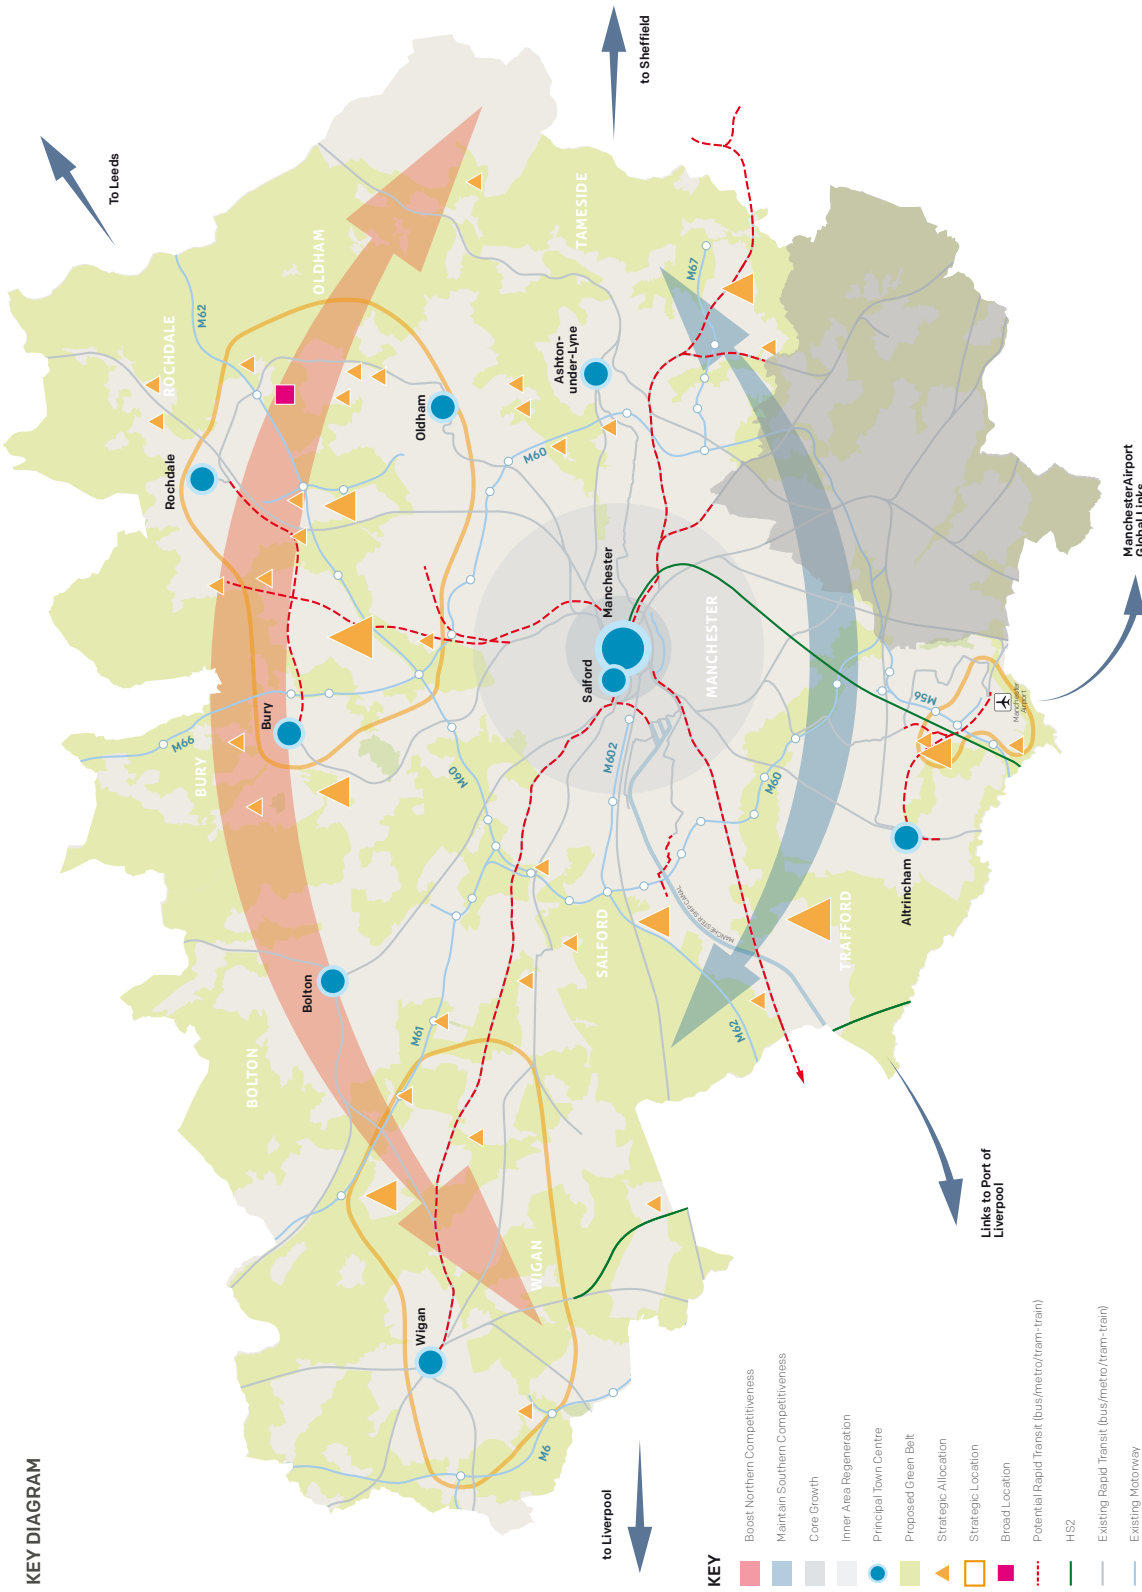 KEY DIAGRAM
To Leeds
to Sheffield
ROCHDALE
OLDHAM
TAMESIDE
M62
M67
Rochdale
Oldham
Ashton-
under-Lyne
M60
Manchester
Salford
MANCHESTER
Bury
BURY
M66
M60
M602
M60
M56
Manchester
Airport
Manchester Airport
Global Links
Altrincham
TRAFFORD
MANCHESTER SHIP CANAL
SALFORD
M62
Bolton
BOLTON
M61
Wigan
WIGAN
M6
to Liverpool
Links to Port of
Liverpool
KEY
Boost Northern Competitiveness
Maintain Southern Competitiveness
Core Growth
Inner Area Regeneration
Principal Town Centre
Proposed Green Belt
Strategic Allocation
Strategic Location
Broad Location
Potential Rapid Transit (bus/metro/tram-train)
HS2
Existing Rapid Transit (bus/metro/tram-train)
Existing Motorway